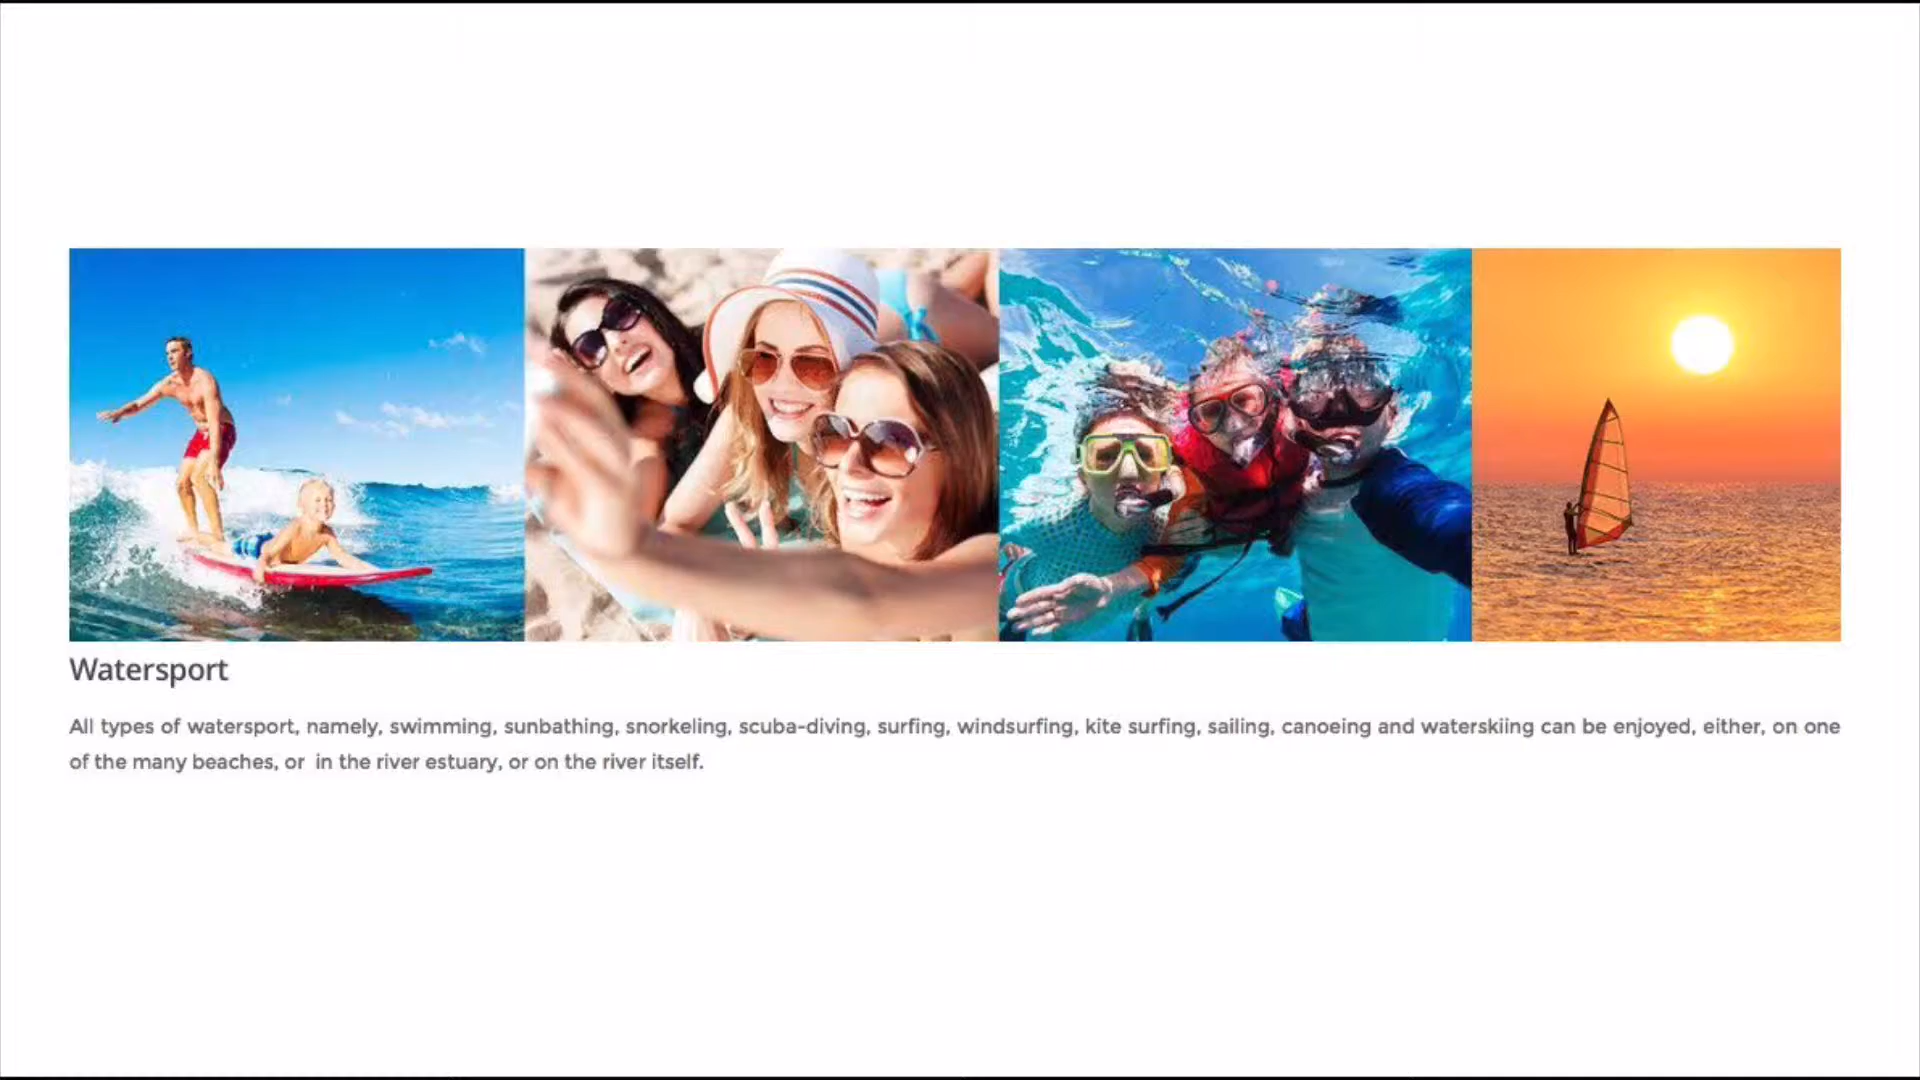 Watersport
All types of watersport, namely, swimming, sunbathing, snorkeling, scuba-diving, surfing, windsurfing, kite surfing, sailing, canoeing and waterskiing can be enjoyed, either, on one
of the many beaches, or  in the river estuary, or on the river itself.